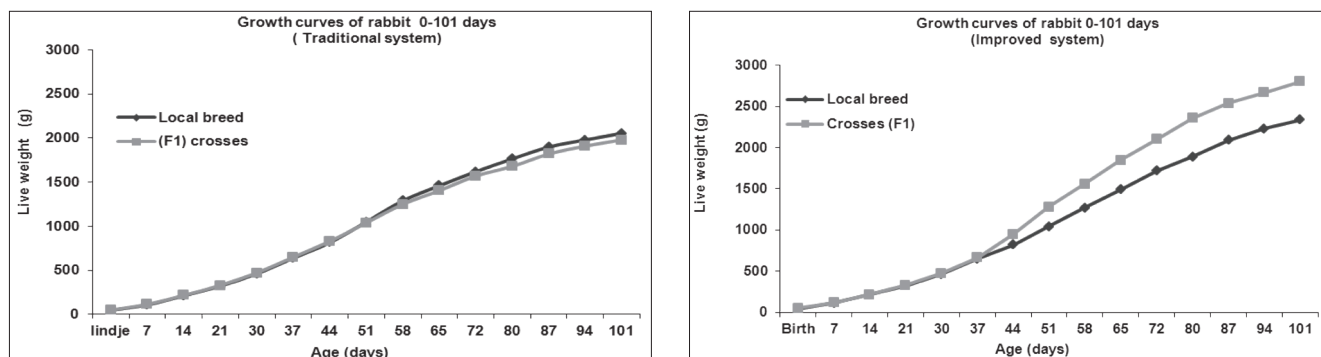 Growth curves of rabbit 0-101 days
( Traditional system)
3000
2500
2000
1500
1000
500
0
Live weight (g)
Local breed
(F1) crosses
lindje 7 14 21 30 37 44 51 58 65 72 80 87 94 101
Age (days)
Growth curves of rabbit 0-101 days
(Improved system)
3000
2500
2000
1500
1000
500
0
Live weight (g)
Local breed
Crosses (F1)
Birth 7 14 21 30 37 44 51 58 65 72 80 87 94 101
Age (days)